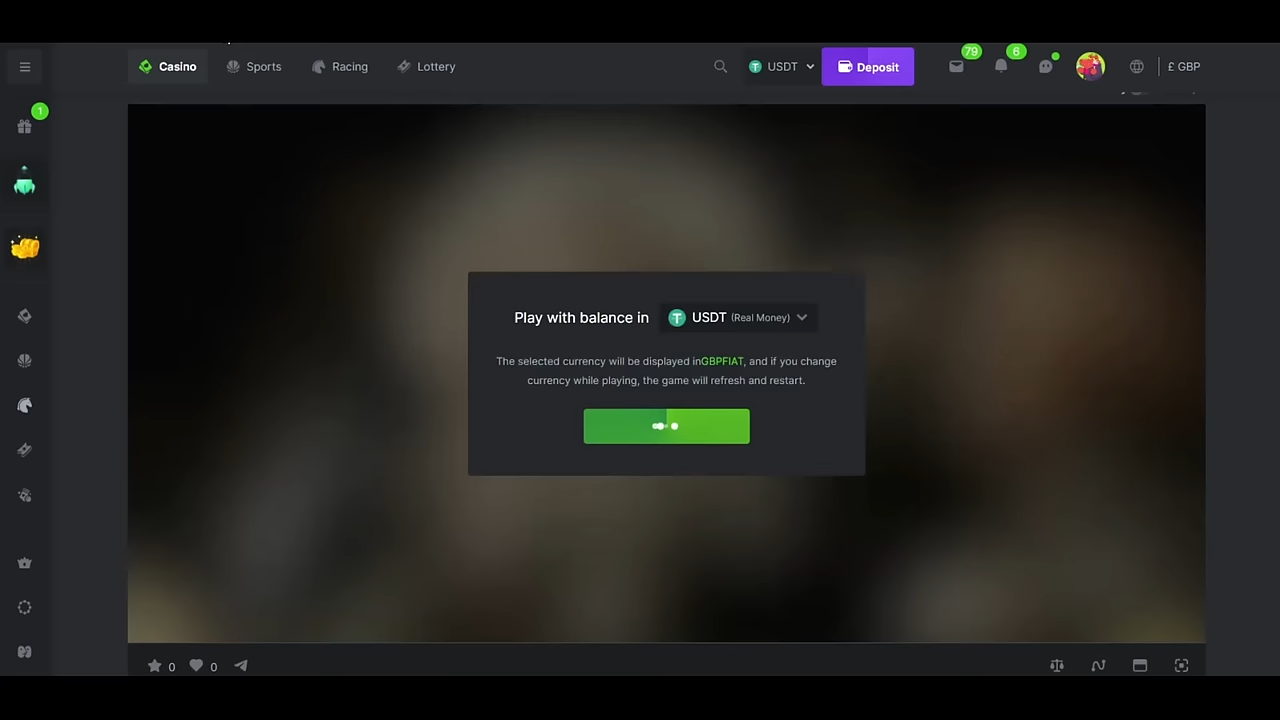 Casino
Sports
Racing
Lottery
USDT
Deposit
79
6
£ GBP
1
Play with balance in USDT (Real Money)
The selected currency will be displayed inGBPFIAT, and if you change
currency while playing, the game will refresh and restart.
0
0